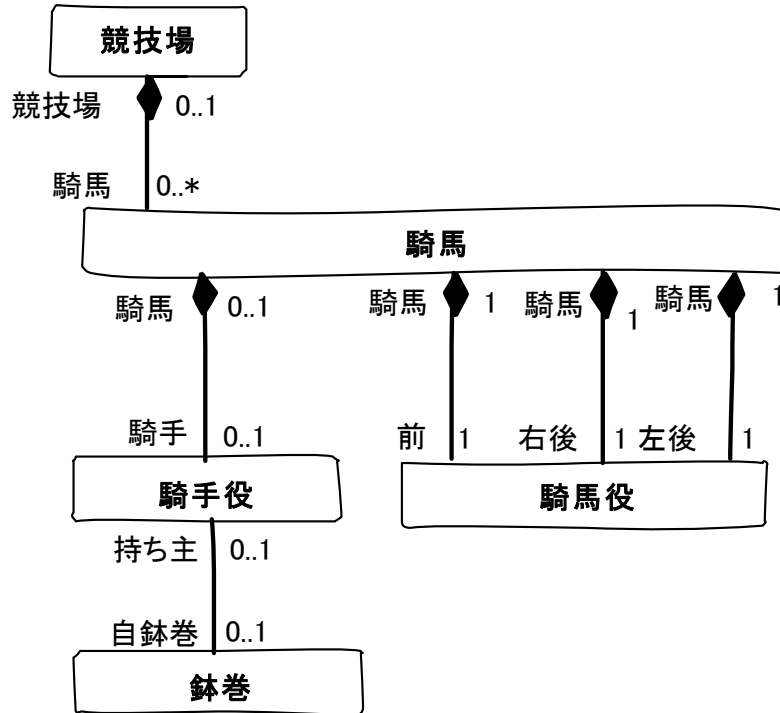 競技場
競技場 0..1
騎馬 0..*
騎馬
騎馬 0..1 騎馬 1 騎馬 1 騎馬 1
騎手 0..1 前 1 右後 1 左後 1
騎手役 騎馬役
持ち主 0..1
自鉢巻 0..1
鉢巻